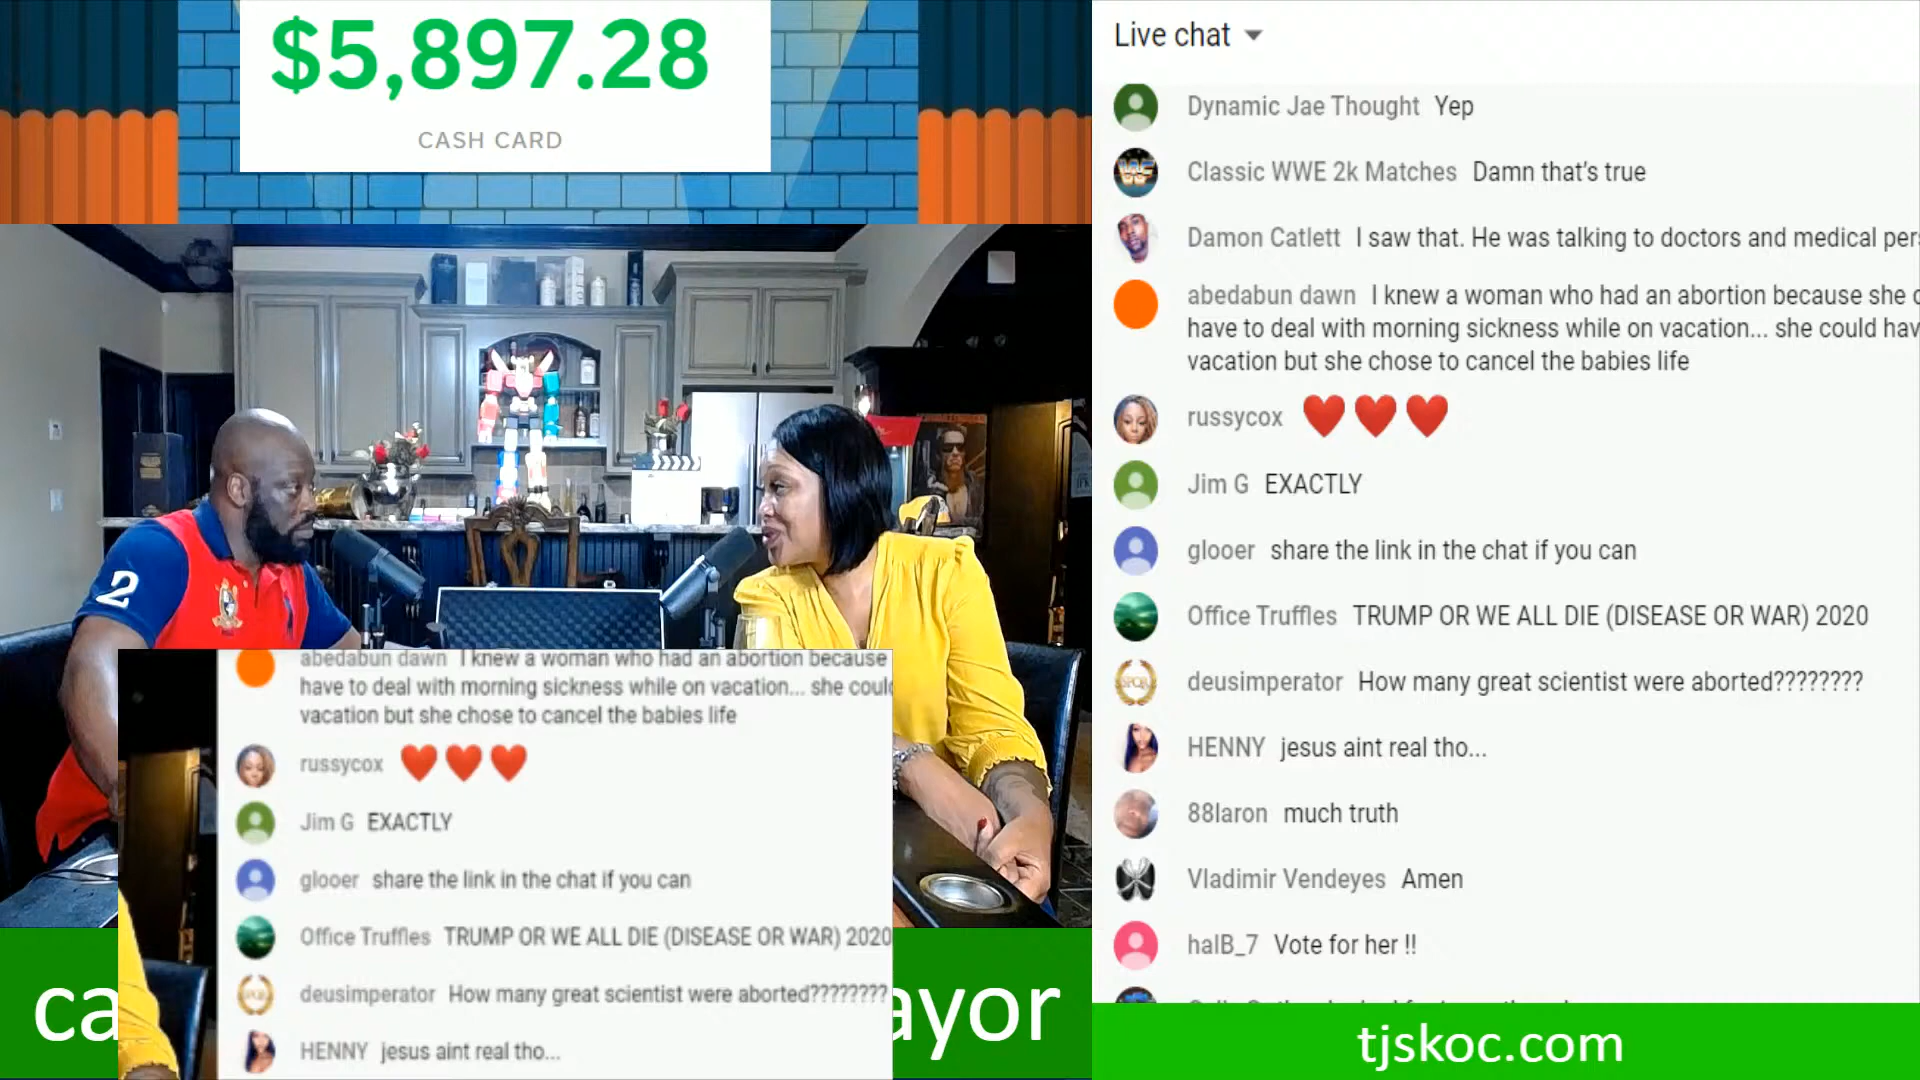 $5,897.28
CASH CARD
2
abedabun dawn I knew a woman who had an abortion because
have to deal with morning sickness while on vacation... she
vacation but she chose to cancel the babies life
russycox ❤️ ❤️ ❤️
Jim G EXACTLY
glooer share the link in the chat if you can
Office Truffles TRUMP OR WE ALL DIE (DISEASE OR WAR) 2020
deusimperator How many great scientist were aborted????????
HENNY jesus aint real tho...
ca
ayor
Live chat
Dynamic Jae Thought Yep
Classic WWE 2k Matches Damn that's true
Damon Catlett I saw that. He was talking to doctors and medical
abedabun dawn I knew a woman who had an abortion because she
have to deal with morning sickness while on vacation... she could
vacation but she chose to cancel the babies life
russycox ❤️ ❤️ ❤️
Jim G EXACTLY
glooer share the link in the chat if you can
Office Truffles TRUMP OR WE ALL DIE (DISEASE OR WAR) 2020
deusimperator How many great scientist were aborted????????
HENNY jesus aint real tho...
88laron much truth
Vladimir Vendeyes Amen
halB_7 Vote for her !!
tjskoc.com